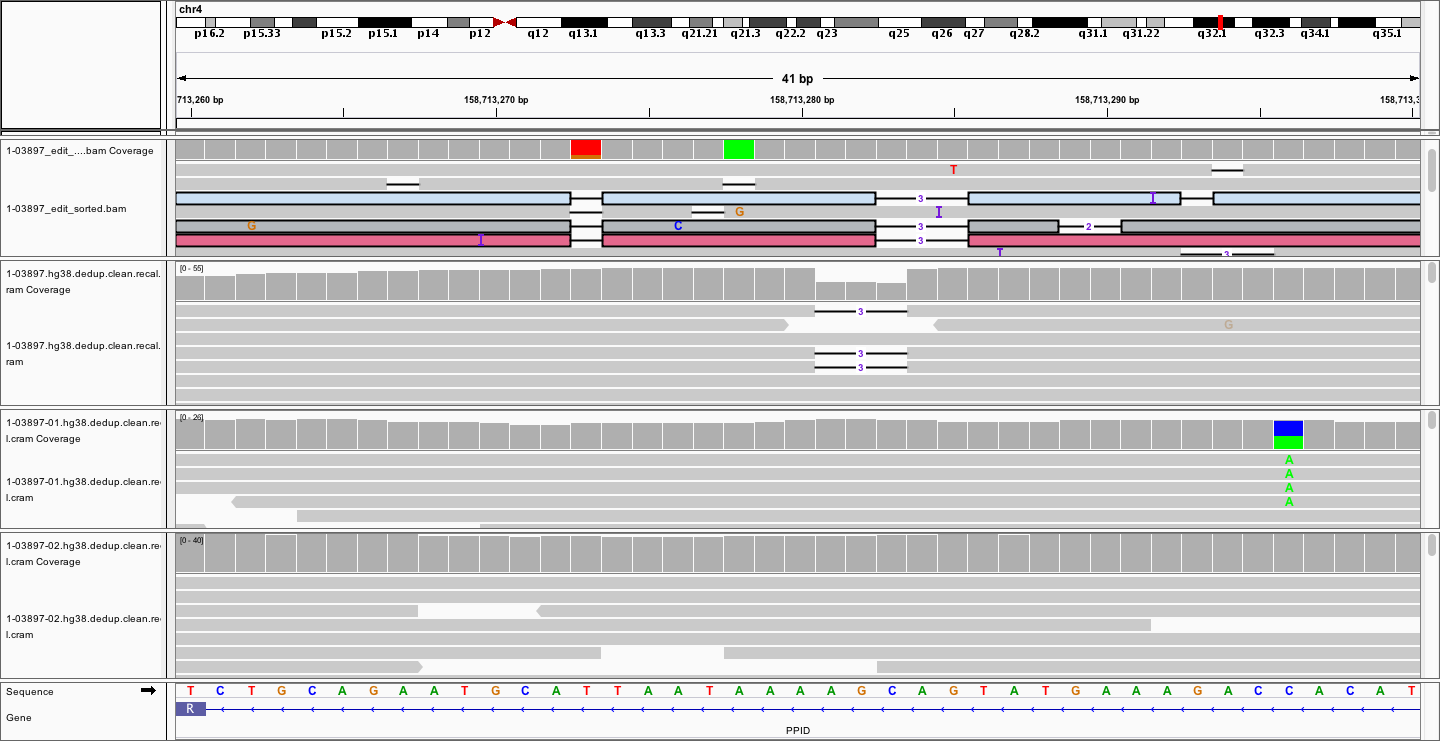 chr4
p16.2 p15.33 p15.2 p15.1 p14 p12 q12 q13.1 q13.3 q21.21 q21.3 q22.2 q23 q25 q26 q27 q28.2 q31.1 q31.22 q32.1 q32.3 q34.1 q35.1
41 bp
713,260 bp 158,713,270 bp 158,713,280 bp 158,713,290 bp 158,713,3
1-03897_edit_....bam Coverage
T
3 I
1-03897_edit_sorted.bam
G I
G C 3 2
I 3
I 3
1-03897.hg38.dedup.clean.recal.
ram Coverage
[0 - 55]
3
G
1-03897.hg38.dedup.clean.recal.
ram
3
3
1-03897-01.hg38.dedup.clean.re
l.cram Coverage
[0 - 26]
A
A
A
A
1-03897-01.hg38.dedup.clean.re
l.cram
1-03897-02.hg38.dedup.clean.re
l.cram Coverage
[0 - 40]
1-03897-02.hg38.dedup.clean.re
l.cram
Sequence
T C T G C A G A A T G C A T T A A T A A A A G C A G T A T G A A A G A C C A C A T
Gene
R
PPID